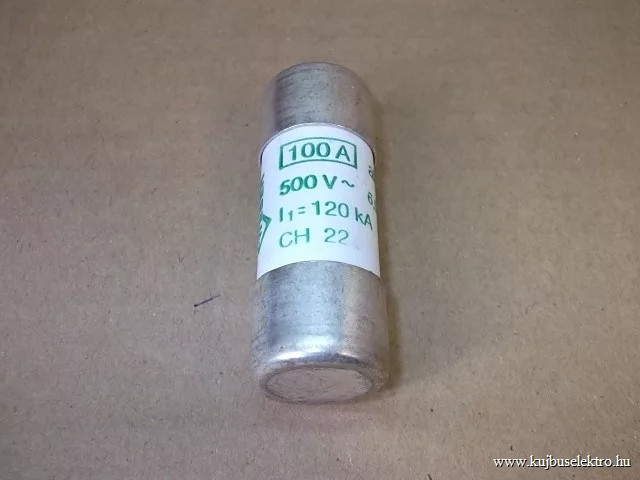 100 A
500 V ~
I1 = 120 kA
CH 22
www.kujbuselektro.hu